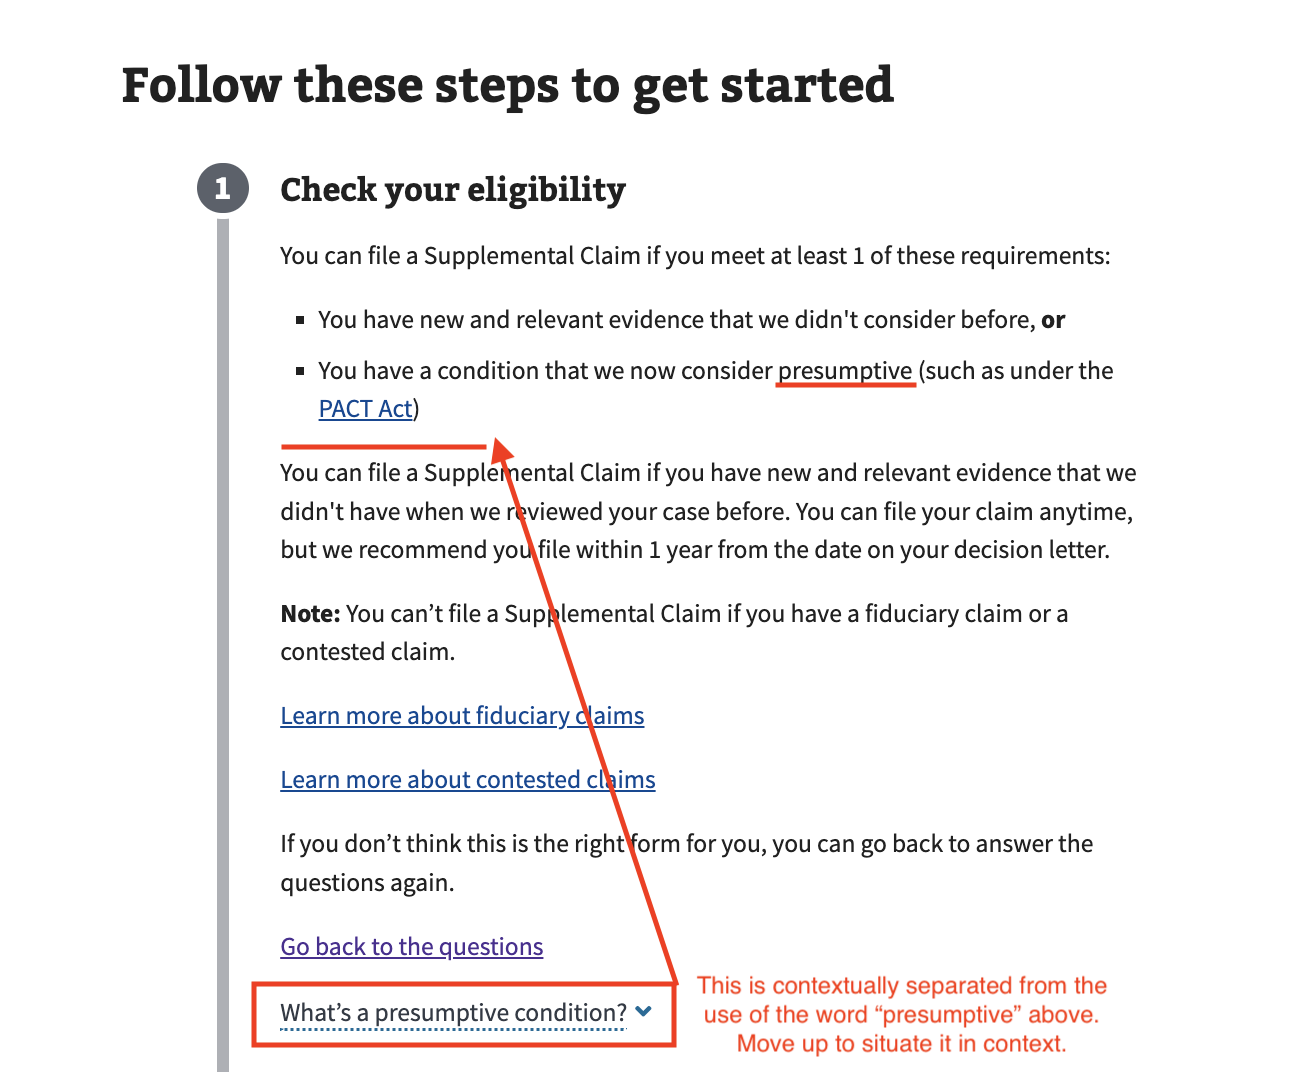 Follow these steps to get started
1
Check your eligibility
You can file a Supplemental Claim if you meet at least 1 of these requirements:
▪ You have new and relevant evidence that we didn't consider before, or
▪ You have a condition that we now consider presumptive (such as under the
PACT Act)
You can file a Supplemental Claim if you have new and relevant evidence that we
didn't have when we reviewed your case before. You can file your claim anytime,
but we recommend you file within 1 year from the date on your decision letter.
Note: You can’t file a Supplemental Claim if you have a fiduciary claim or a
contested claim.
Learn more about fiduciary claims
Learn more about contested claims
If you don’t think this is the right form for you, you can go back to answer the
questions again.
Go back to the questions
What’s a presumptive condition?
This is contextually separated from the
use of the word “presumptive” above.
Move up to situate it in context.